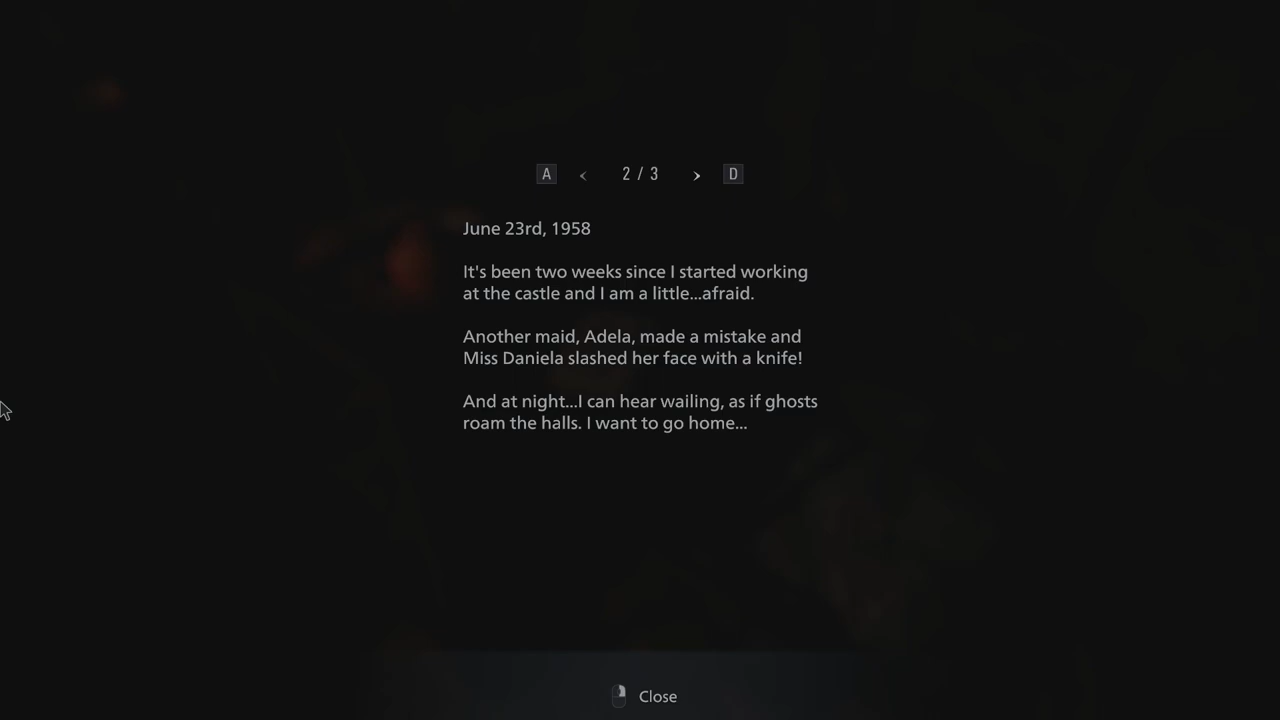 A < 2 / 3 > D
June 23rd, 1958
It's been two weeks since I started working
at the castle and I am a little...afraid.
Another maid, Adela, made a mistake and
Miss Daniela slashed her face with a knife!
And at night...I can hear wailing, as if ghosts
roam the halls. I want to go home...
Close